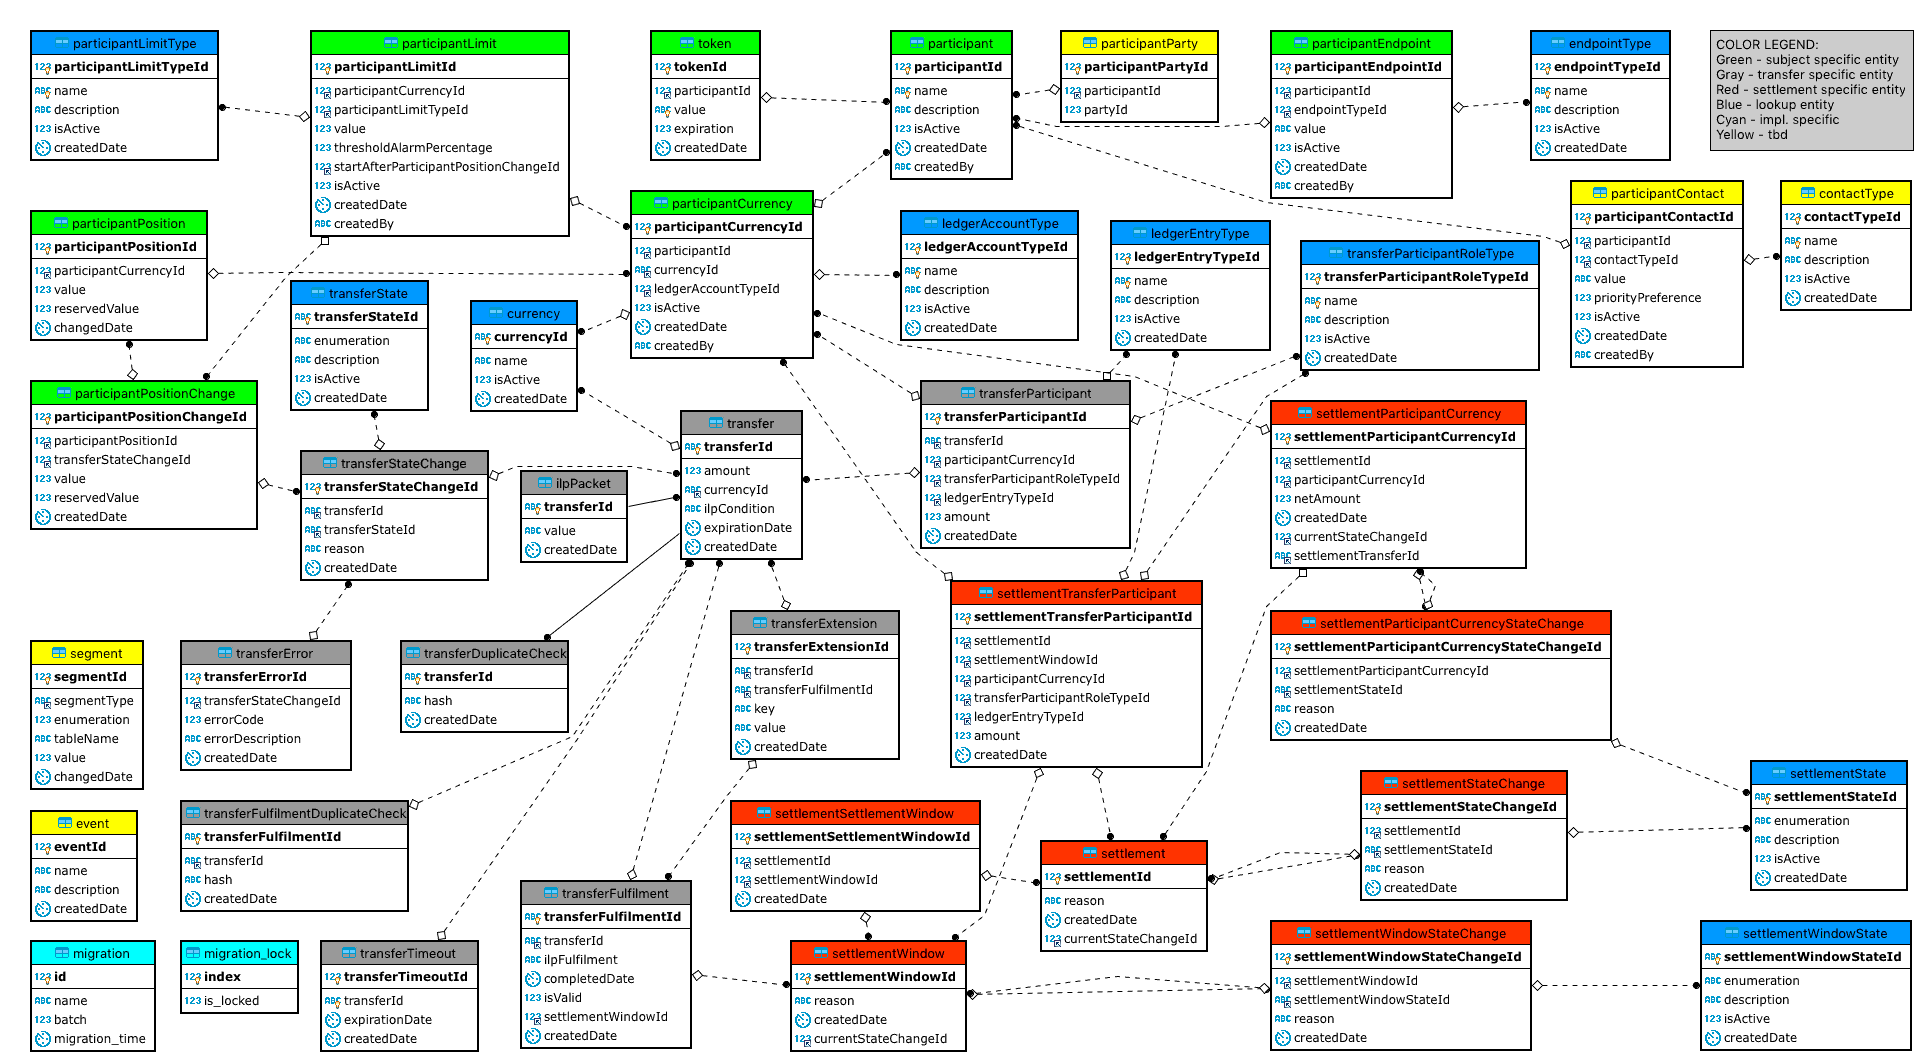 participantLimitType
participantLimitTypeId
name
description
isActive
createdDate
participantLimit
participantLimitId
participantCurrencyId
participantLimitTypeId
value
thresholdAlarmPercentage
startAfterParticipantPositionChangeId
isActive
createdDate
createdBy
token
tokenId
participantId
value
expiration
createdDate
participant
participantId
name
description
isActive
createdDate
createdBy
participantParty
participantPartyId
participantId
partyId
participantEndpoint
participantEndpointId
participantId
endpointTypeId
value
isActive
createdDate
createdBy
endpointType
endpointTypeId
name
description
isActive
createdDate
COLOR LEGEND:
Green - subject specific entity
Gray - transfer specific entity
Red - settlement specific entity
Blue - lookup entity
Cyan - impl. specific
Yellow - tbd
participantPosition
participantPositionId
participantCurrencyId
value
reservedValue
changedDate
participantCurrency
participantCurrencyId
participantId
currencyId
ledgerAccountTypeId
isActive
createdDate
createdBy
ledgerAccountType
ledgerAccountTypeId
name
description
isActive
createdDate
ledgerEntryType
ledgerEntryTypeId
name
description
isActive
createdDate
transferParticipantRoleType
transferParticipantRoleTypeId
name
description
isActive
createdDate
participantContact
participantContactId
participantId
contactTypeId
value
priorityPreference
isActive
createdDate
createdBy
contactType
contactTypeId
name
description
isActive
createdDate
transferState
transferStateId
enumeration
description
isActive
createdDate
currency
currencyId
name
isActive
createdDate
participantPositionChange
participantPositionChangeId
participantPositionId
transferStateChangeId
value
reservedValue
createdDate
transferStateChange
transferStateChangeId
transferId
transferStateId
reason
createdDate
ilpPacket
transferId
value
createdDate
transfer
transferId
amount
currencyId
ilpCondition
expirationDate
createdDate
transferParticipant
transferParticipantId
transferId
participantCurrencyId
transferParticipantRoleTypeId
ledgerEntryTypeId
amount
createdDate
settlementParticipantCurrency
settlementParticipantCurrencyId
settlementId
participantCurrencyId
netAmount
createdDate
currentStateChangeId
settlementTransferId
segment
segmentId
segmentType
enumeration
tableName
value
changedDate
transferError
transferErrorId
transferStateChangeId
errorCode
errorDescription
createdDate
transferDuplicateCheck
transferId
hash
createdDate
transferExtension
transferExtensionId
transferId
transferFulfilmentId
key
value
createdDate
settlementTransferParticipant
settlementTransferParticipantId
settlementId
settlementWindowId
participantCurrencyId
transferParticipantRoleTypeId
ledgerEntryTypeId
amount
createdDate
settlementParticipantCurrencyStateChange
settlementParticipantCurrencyStateChangeId
settlementParticipantCurrencyId
settlementStateId
reason
createdDate
event
eventId
name
description
createdDate
transferFulfilmentDuplicateCheck
transferFulfilmentId
transferId
hash
createdDate
settlementSettlementWindow
settlementSettlementWindowId
settlementId
settlementWindowId
createdDate
settlement
settlementId
reason
createdDate
currentStateChangeId
settlementStateChange
settlementStateChangeId
settlementId
settlementStateId
reason
createdDate
settlementState
settlementStateId
enumeration
description
isActive
createdDate
migration
id
name
batch
migration_time
migration_lock
index
is_locked
transferTimeout
transferTimeoutId
transferId
expirationDate
createdDate
transferFulfilment
transferFulfilmentId
transferId
ilpFulfilment
completedDate
isValid
settlementWindowId
createdDate
settlementWindow
settlementWindowId
reason
createdDate
currentStateChangeId
settlementWindowStateChange
settlementWindowStateChangeId
settlementWindowId
settlementWindowStateId
reason
createdDate
settlementWindowState
settlementWindowStateId
enumeration
description
isActive
createdDate